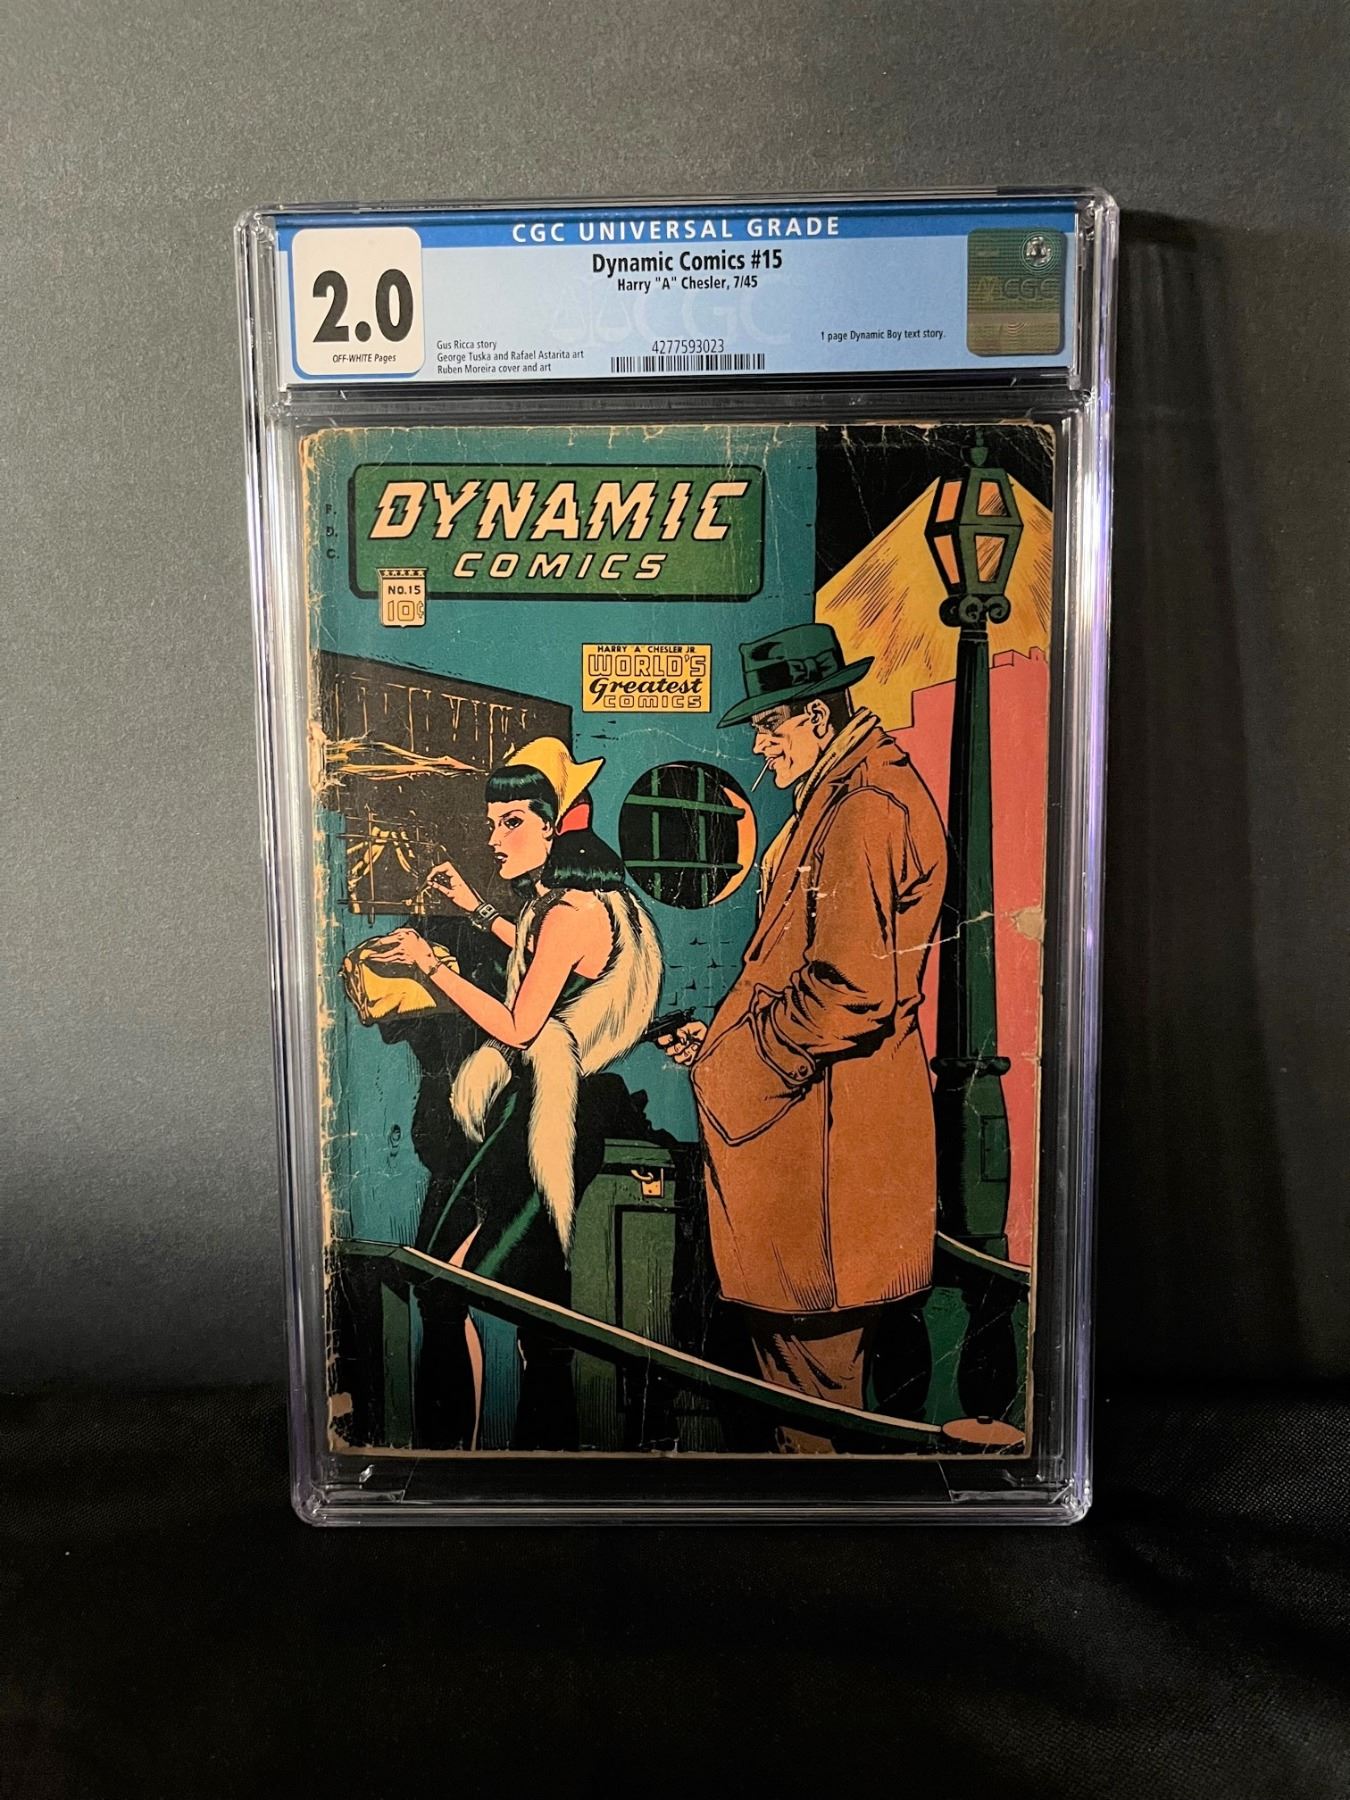 CGC UNIVERSAL GRADE
2.0
OFF-WHITE Pages
Dynamic Comics #15
Harry "A" Chesler, 7/45
Gus Ricca story
George Tuska and Rafael Astarita art
Ruben Moreira cover and art
4277593023
1 page Dynamic Boy text story.
CGC
CGC
F.
D.
C.
DYNAMIC
COMICS
NO.15
10¢
HARRY "A" CHESLER JR.
WORLD'S
Greatest
COMICS